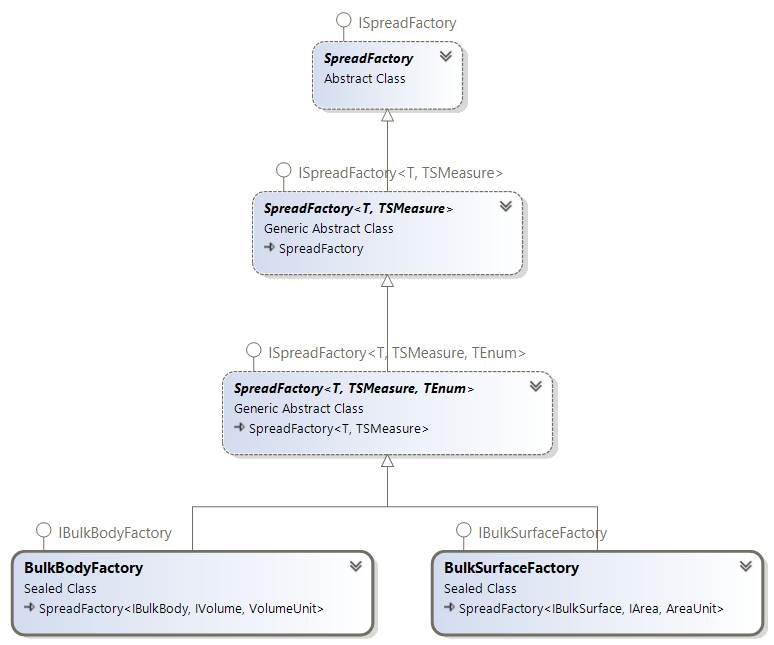 ISpreadFactory
SpreadFactory
Abstract Class
ISpreadFactory<T, TSMeasure>
SpreadFactory<T, TSMeasure>
Generic Abstract Class
SpreadFactory
ISpreadFactory<T, TSMeasure, TEnum>
SpreadFactory<T, TSMeasure, TEnum>
Generic Abstract Class
SpreadFactory<T, TSMeasure>
IBulkBodyFactory
BulkBodyFactory
Sealed Class
SpreadFactory<IBulkBody, IVolume, VolumeUnit>
IBulkSurfaceFactory
BulkSurfaceFactory
Sealed Class
SpreadFactory<IBulkSurface, IArea, AreaUnit>